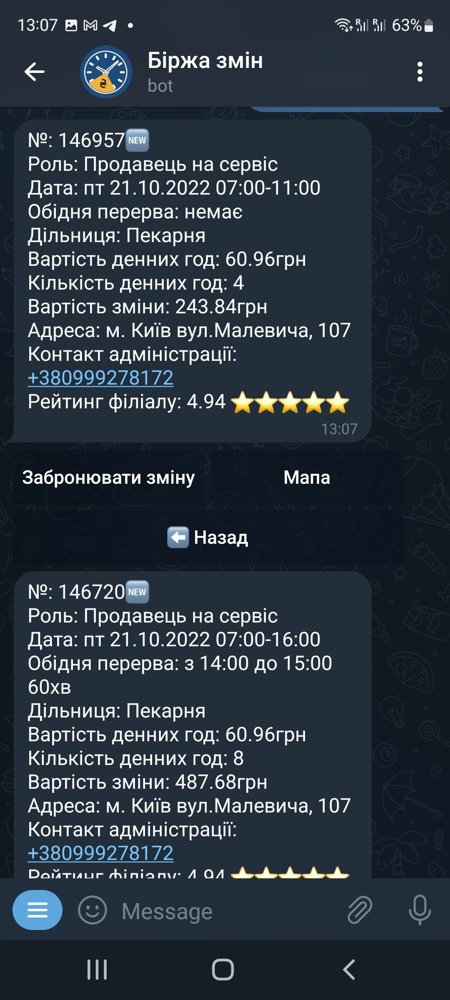 13:07
63%
Біржа змін
bot
№: 146957🆕
Роль: Продавець на сервіс
Дата: пт 21.10.2022 07:00-11:00
Обідня перерва: немає
Дільниця: Пекарня
Вартість денних год: 60.96грн
Кількість денних год: 4
Вартість зміни: 243.84грн
Адреса: м. Київ вул.Малевича, 107
Контакт адміністрації:
+380999278172
Рейтинг філіалу: 4.94 ⭐⭐⭐⭐⭐
13:07
Забронювати зміну
Мапа
⬅️ Назад
№: 146720🆕
Роль: Продавець на сервіс
Дата: пт 21.10.2022 07:00-16:00
Обідня перерва: з 14:00 до 15:00
60хв
Дільниця: Пекарня
Вартість денних год: 60.96грн
Кількість денних год: 8
Вартість зміни: 487.68грн
Адреса: м. Київ вул.Малевича, 107
Контакт адміністрації:
+380999278172
Рейтинг філіалу: 4.94 ⭐⭐⭐⭐⭐
Message